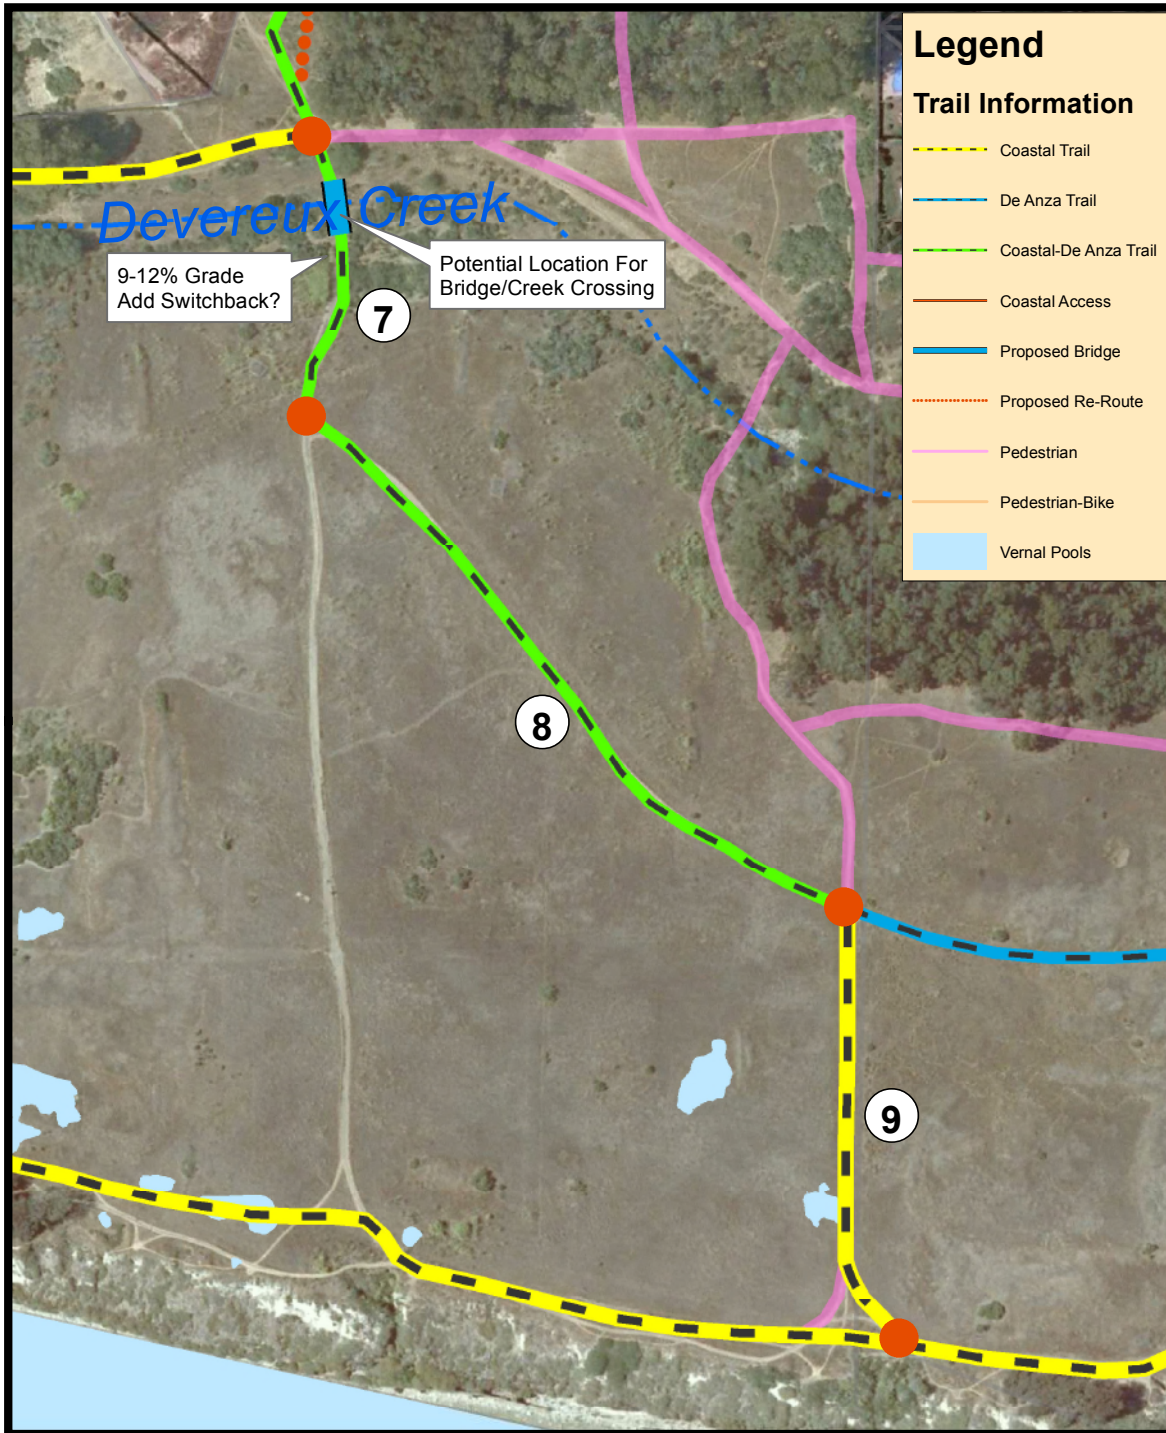 Legend
Trail Information
Coastal Trail
De Anza Trail
Coastal-De Anza Trail
Coastal Access
Proposed Bridge
Proposed Re-Route
Pedestrian
Pedestrian-Bike
Vernal Pools
Devereux Creek
9-12% Grade
Add Switchback?
Potential Location For
Bridge/Creek Crossing
7
8
9